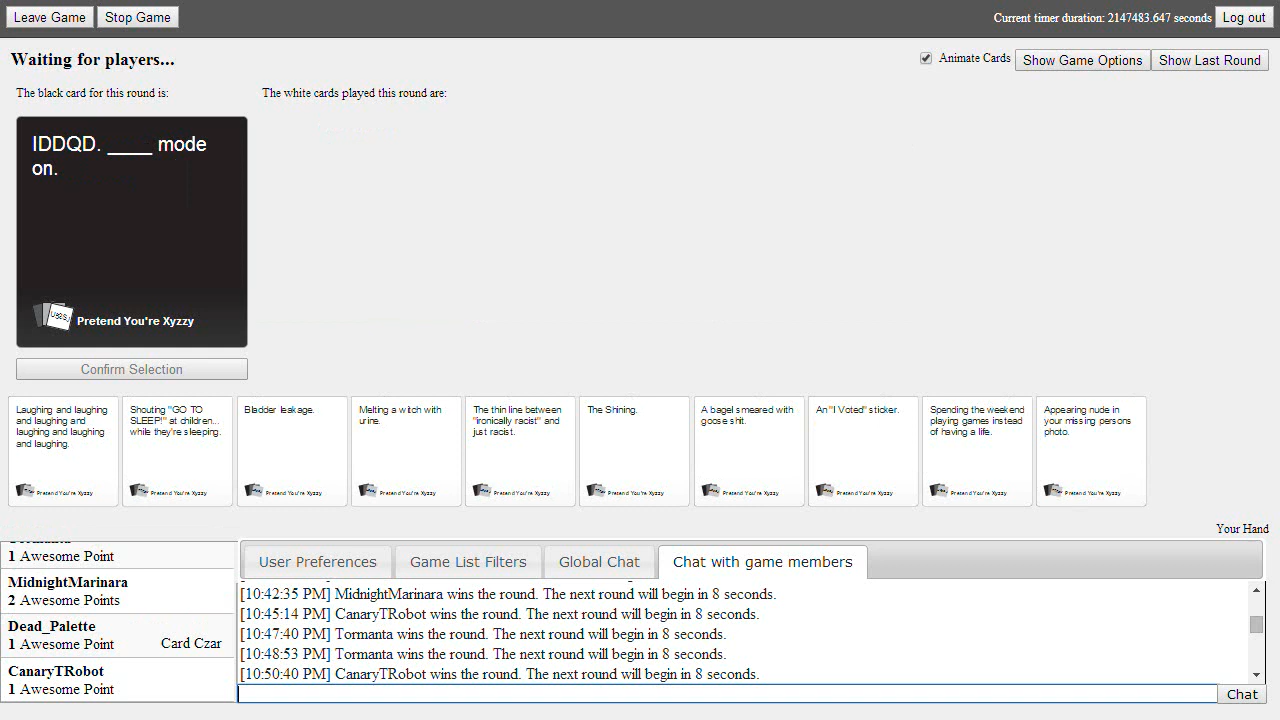 Leave Game Stop Game
Current timer duration: 2147483.647 seconds Log out
Waiting for players...
Animate Cards Show Game Options Show Last Round
The black card for this round is:
The white cards played this round are:
IDDQD. ____ mode
on.
Pretend You're Xyzzy
Confirm Selection
Laughing and laughing
and laughing and
laughing and laughing
and laughing.
Pretend You're Xyzzy
Shouting "GO TO
SLEEP!" at children...
while they're sleeping.
Pretend You're Xyzzy
Bladder leakage.
Pretend You're Xyzzy
Melting a witch with
urine.
Pretend You're Xyzzy
The thin line between
"ironically racist" and
just racist.
Pretend You're Xyzzy
The Shining.
Pretend You're Xyzzy
A bagel smeared with
goose shit.
Pretend You're Xyzzy
An "I Voted" sticker.
Pretend You're Xyzzy
Spending the weekend
playing games instead
of having a life.
Pretend You're Xyzzy
Appearing nude in
your missing persons
photo.
Pretend You're Xyzzy
Your Hand
1 Awesome Point
MidnightMarinara
2 Awesome Points
Dead_Palette
1 Awesome Point Card Czar
CanaryTRobot
1 Awesome Point
User Preferences Game List Filters Global Chat Chat with game members
[10:42:35 PM] MidnightMarinara wins the round. The next round will begin in 8 seconds.
[10:45:14 PM] CanaryTRobot wins the round. The next round will begin in 8 seconds.
[10:47:40 PM] Tormanta wins the round. The next round will begin in 8 seconds.
[10:48:53 PM] Tormanta wins the round. The next round will begin in 8 seconds.
[10:50:40 PM] CanaryTRobot wins the round. The next round will begin in 8 seconds.
Chat